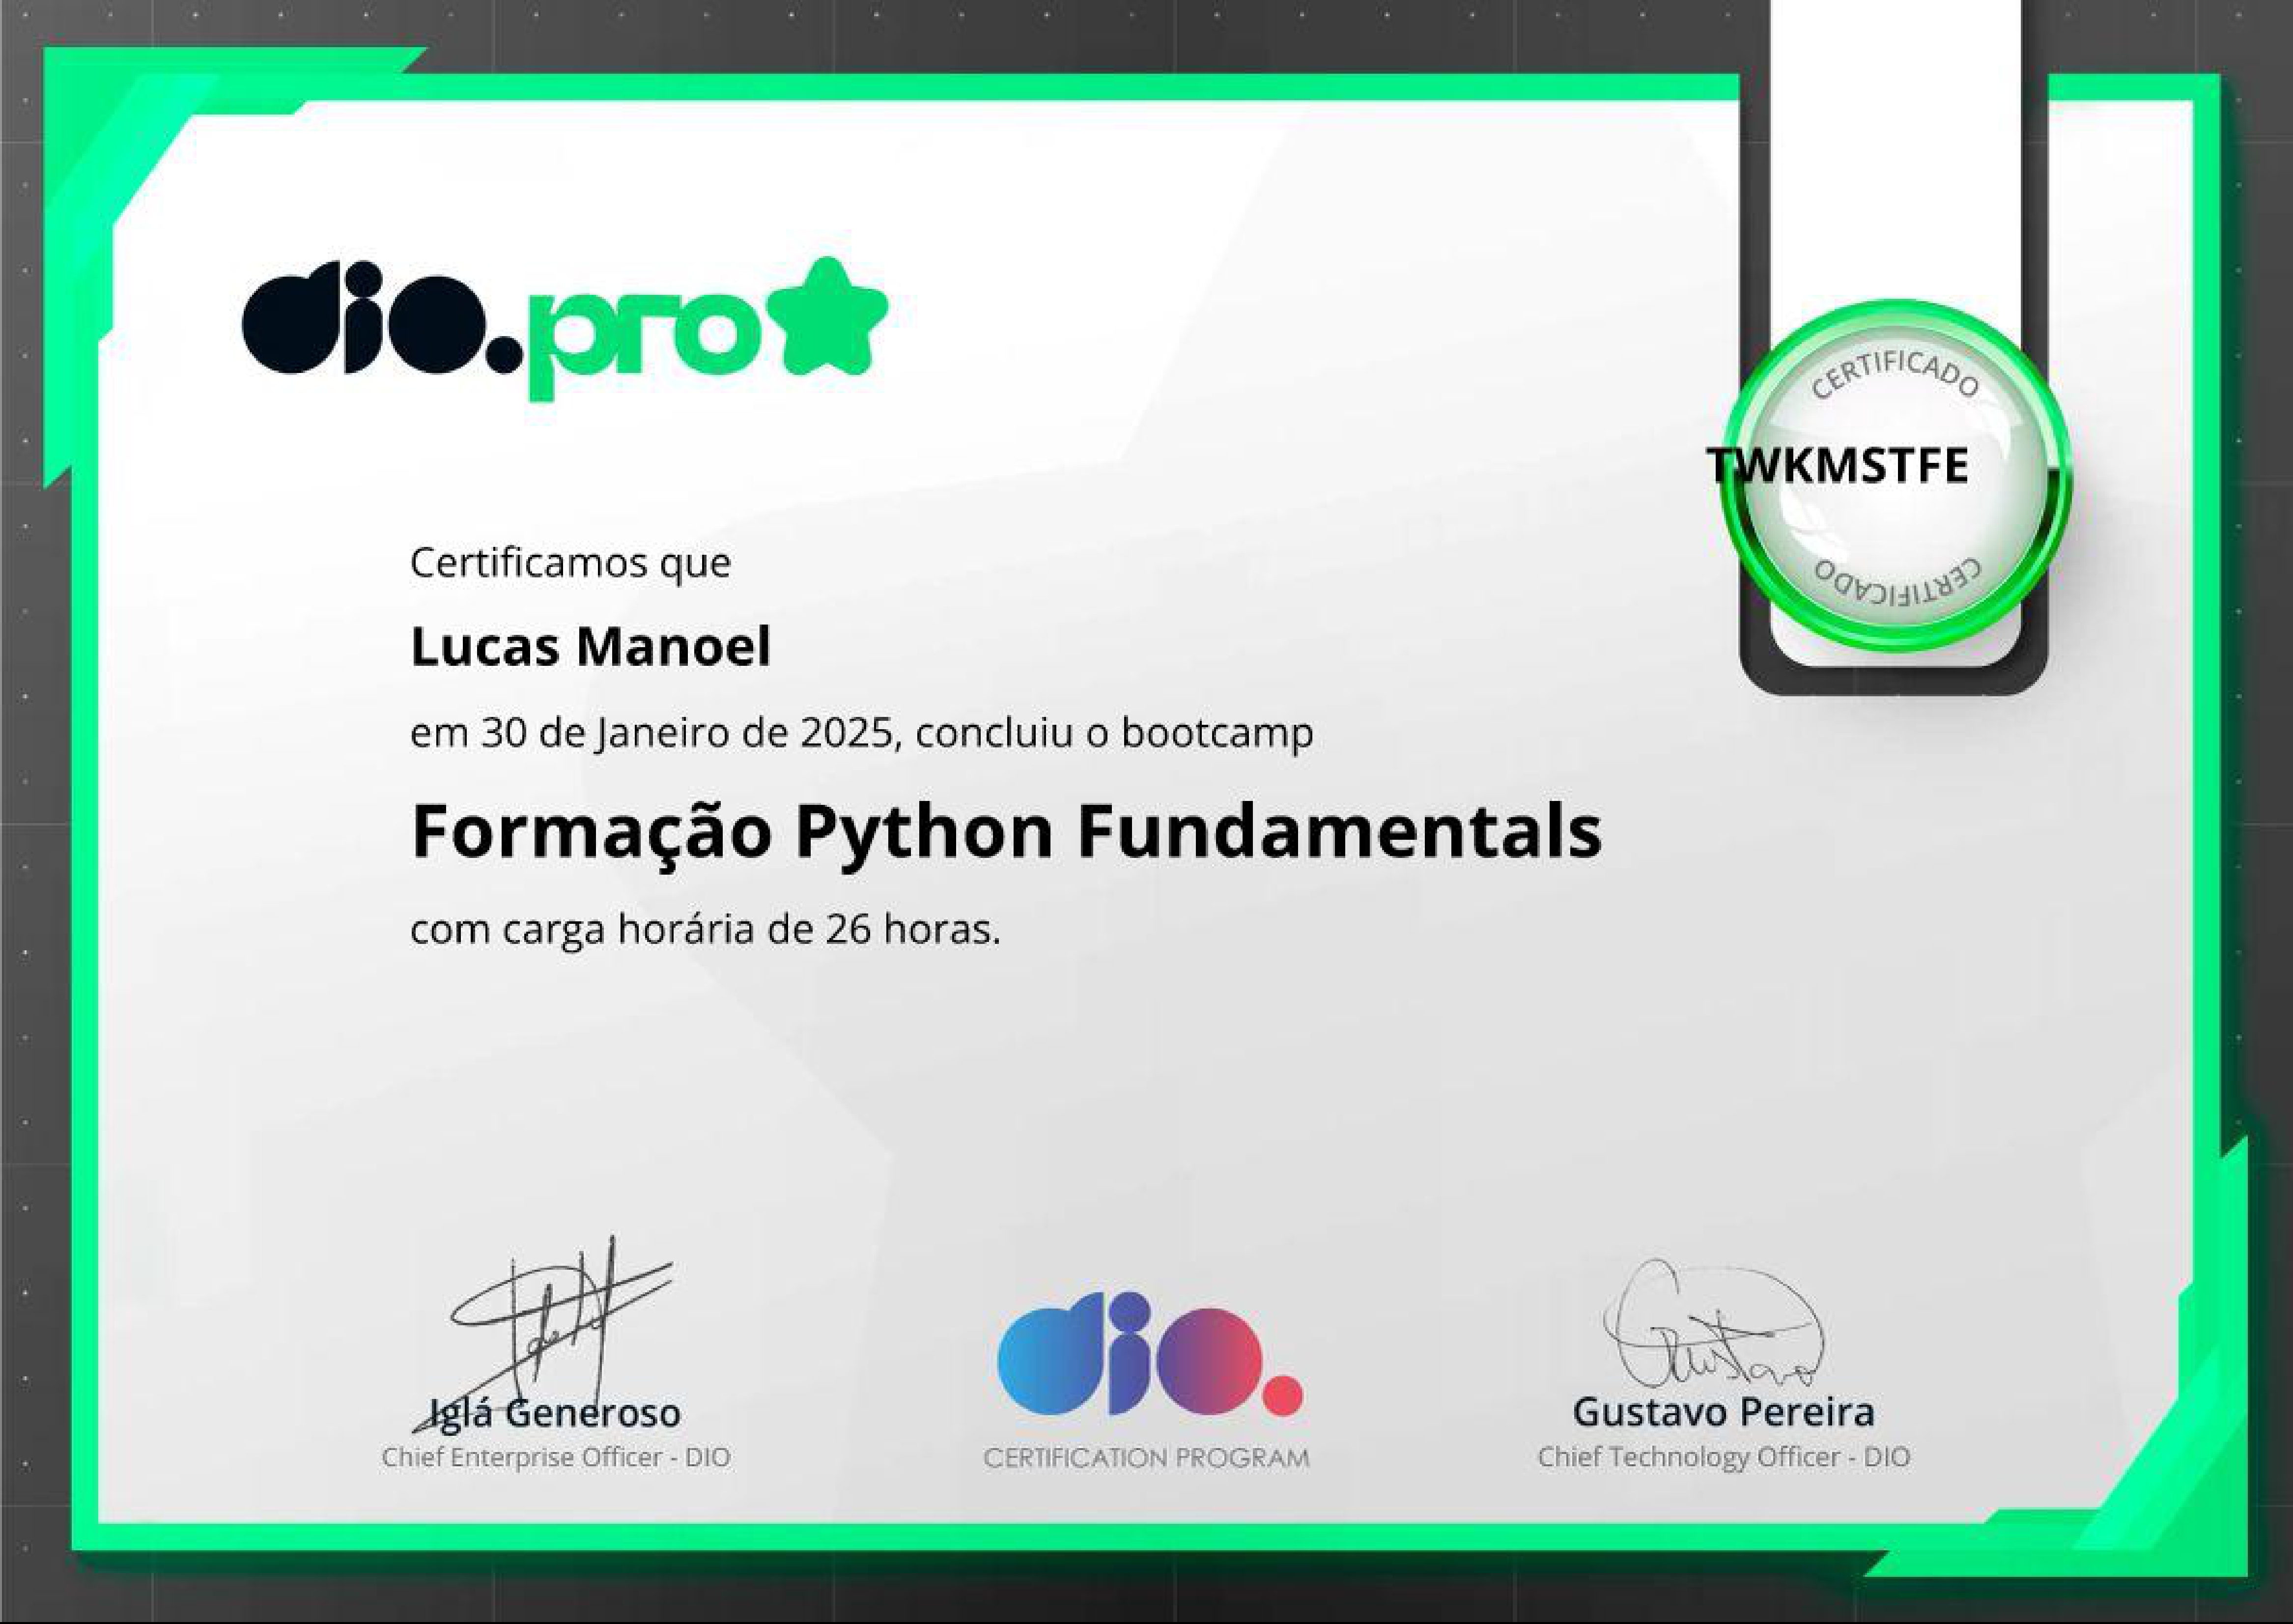 dio.pro
CERTIFICADO
TWKMSTFE
CERTIFICADO
Certificamos que
Lucas Manoel
em 30 de Janeiro de 2025, concluiu o bootcamp
Formação Python Fundamentals
com carga horária de 26 horas.
Gustavo
Iglá Generoso
Chief Enterprise Officer - DIO
dio.
CERTIFICATION PROGRAM
Gustavo Pereira
Chief Technology Officer - DIO